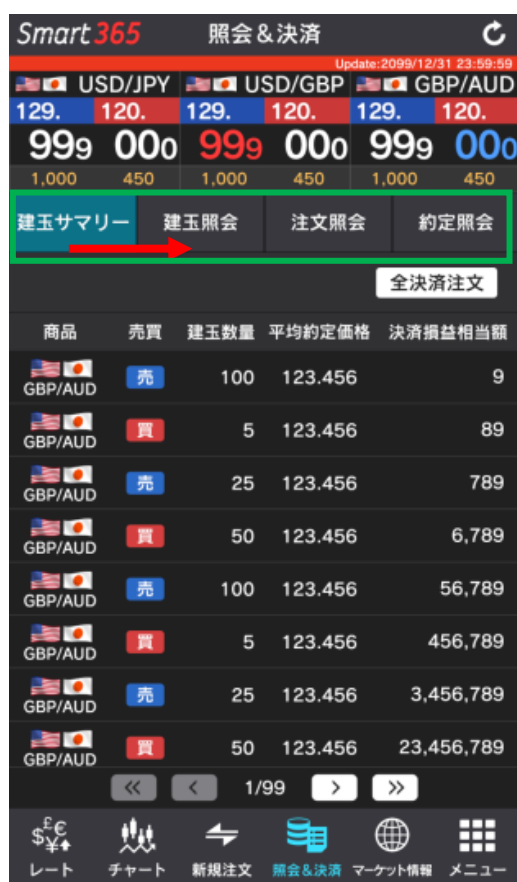 Smart 365 照会&決済
Update:2099/12/31 23:59:59
USD/JPY USD/GBP GBP/AUD
129. 120. 129. 120. 129. 120.
999 000 999 000 999 000
1,000 450 1,000 450 1,000 450
建玉サマリー 建玉照会 注文照会 約定照会
全決済注文
商品 売買 建玉数量 平均約定価格 決済損益相当額
GBP/AUD 売 100 123.456 9
GBP/AUD 買 5 123.456 89
GBP/AUD 売 25 123.456 789
GBP/AUD 買 50 123.456 6,789
GBP/AUD 売 100 123.456 56,789
GBP/AUD 買 5 123.456 456,789
GBP/AUD 売 25 123.456 3,456,789
GBP/AUD 買 50 123.456 23,456,789
≪ < 1/99 > ≫
レート チャート 新規注文 照会&決済 マーケット情報 メニュー